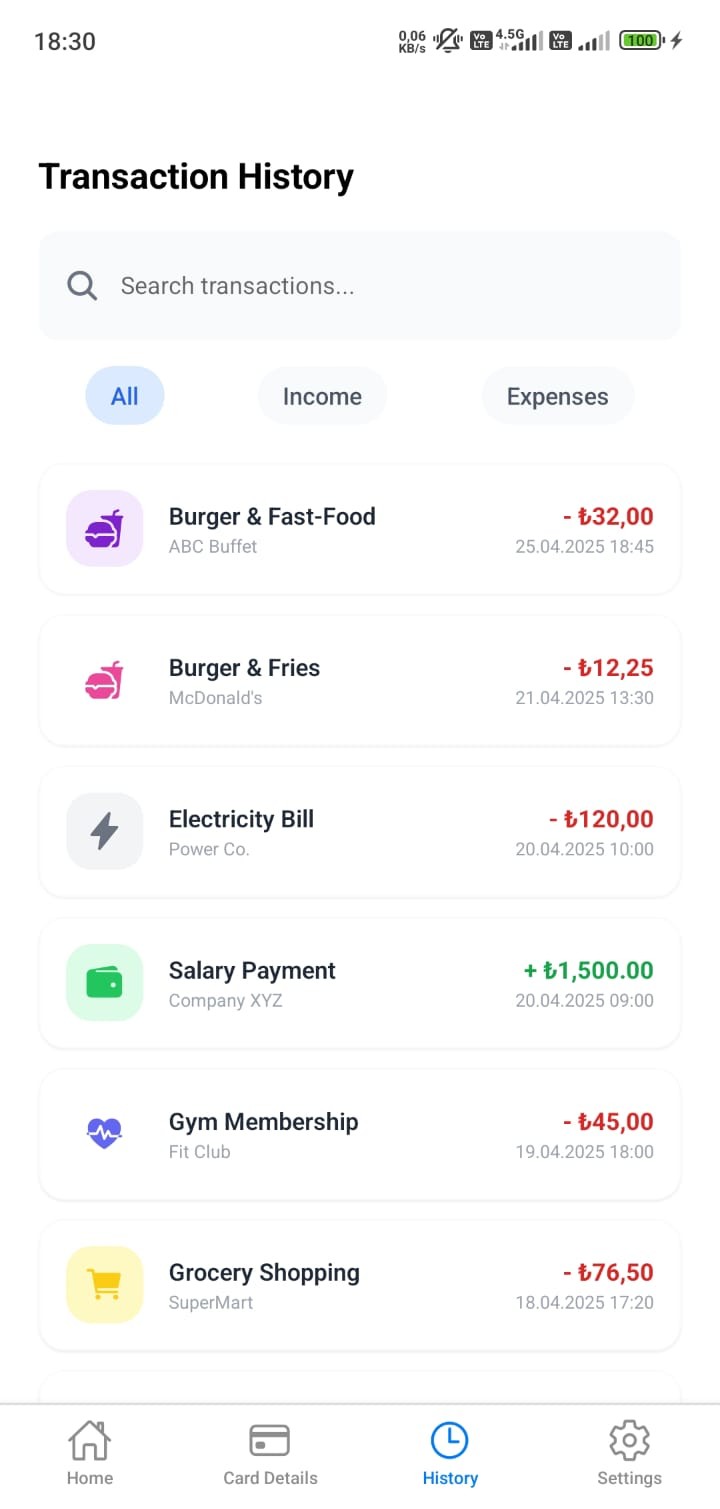 18:30
0,06
KB/s
Vo
LTE
4.5G
Vo
LTE
100
Transaction History
Search transactions...
All
Income
Expenses
Burger & Fast-Food
- ₺32,00
ABC Buffet
25.04.2025 18:45
Burger & Fries
- ₺12,25
McDonald's
21.04.2025 13:30
Electricity Bill
- ₺120,00
Power Co.
20.04.2025 10:00
Salary Payment
+ ₺1,500.00
Company XYZ
20.04.2025 09:00
Gym Membership
- ₺45,00
Fit Club
19.04.2025 18:00
Grocery Shopping
- ₺76,50
SuperMart
18.04.2025 17:20
Home
Card Details
History
Settings